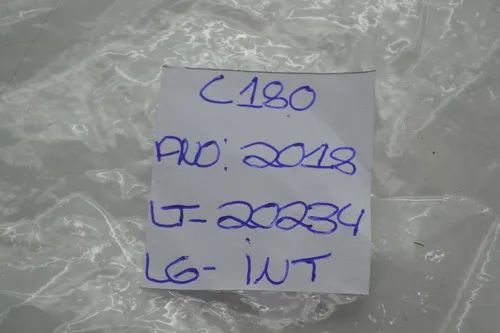 C180
ANO: 2018
LT-20234
LG- INT